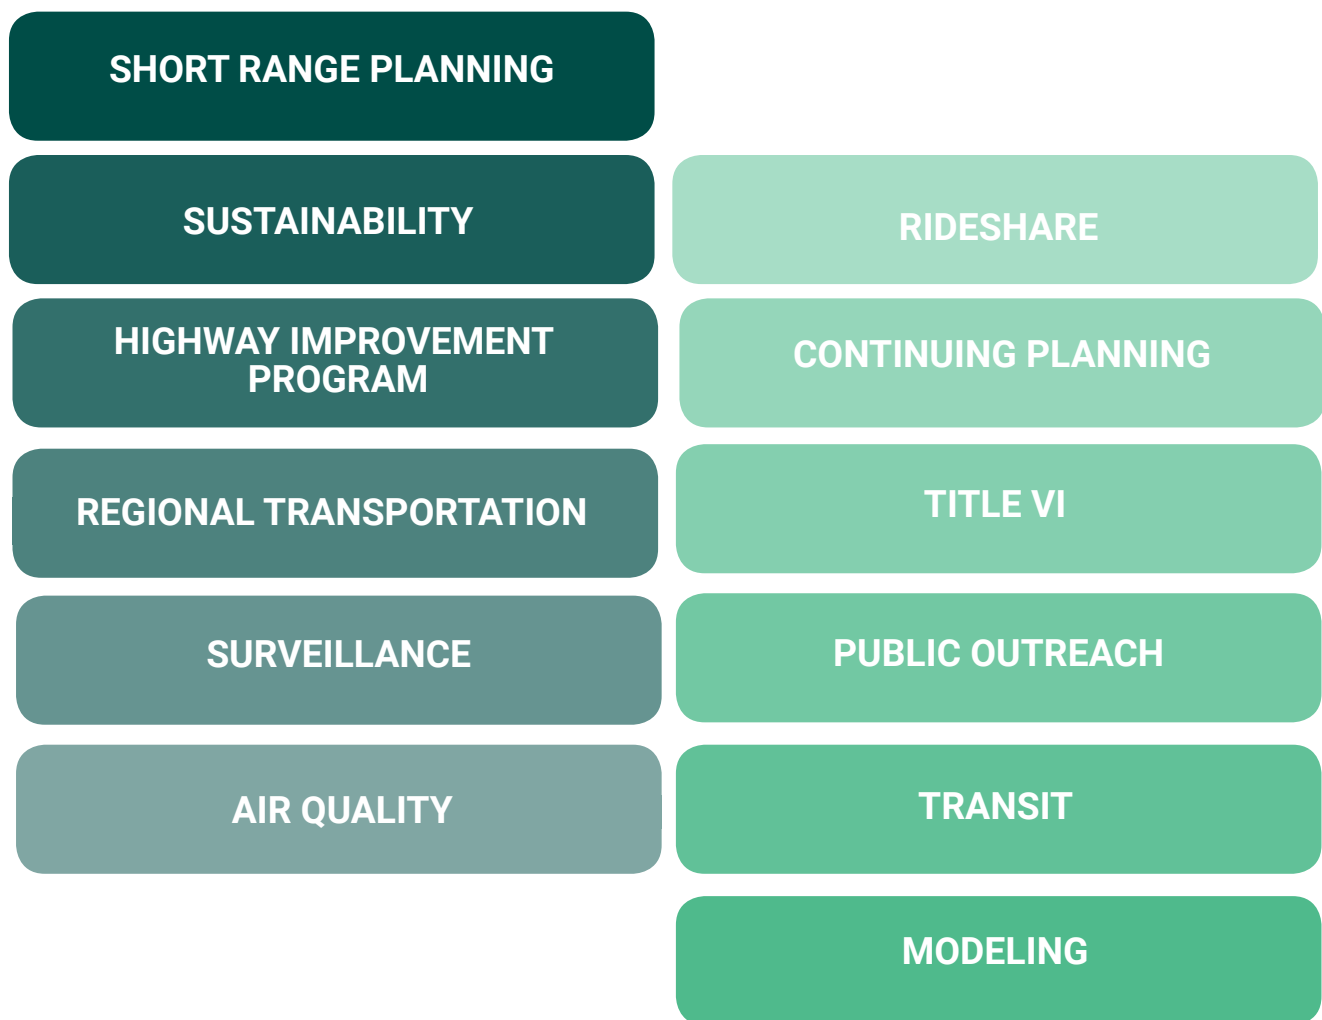 SHORT RANGE PLANNING
SUSTAINABILITY
HIGHWAY IMPROVEMENT
PROGRAM
REGIONAL TRANSPORTATION
SURVEILLANCE
AIR QUALITY
RIDESHARE
CONTINUING PLANNING
TITLE VI
PUBLIC OUTREACH
TRANSIT
MODELING